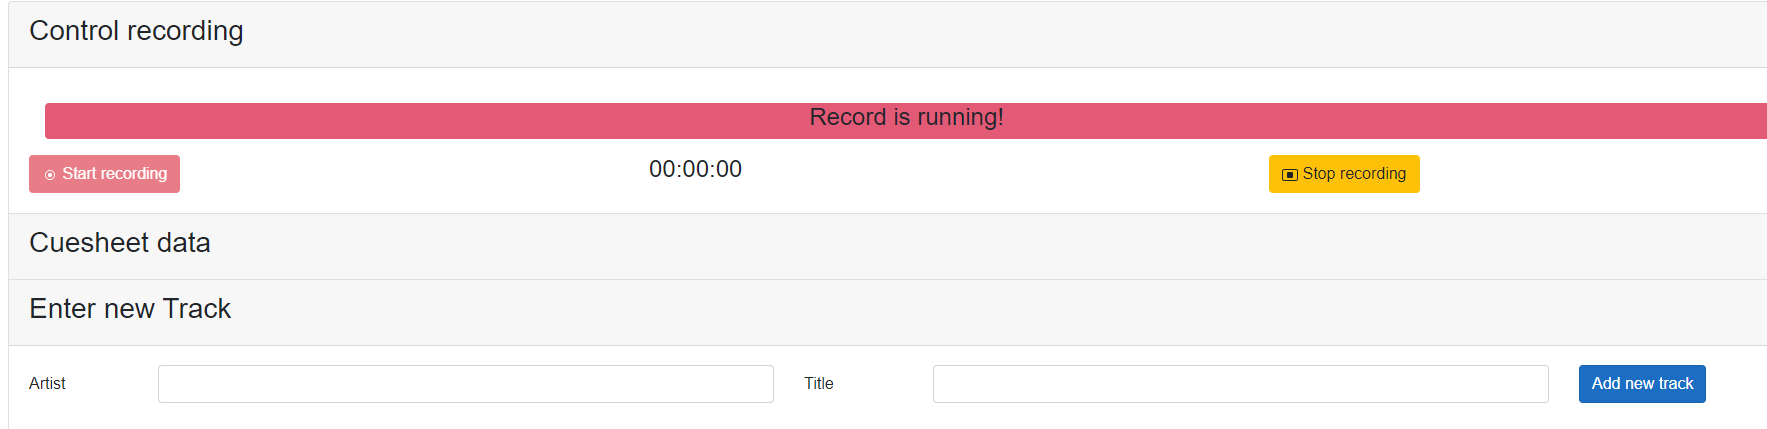 Control recording
Record is running!
Start recording 00:00:00 Stop recording
Cuesheet data
Enter new Track
Artist Title Add new track